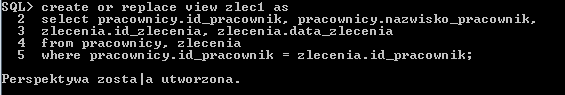 SQL> create or replace view zlec1 as
2 select pracownicy.id_pracownik, pracownicy.nazwisko_pracownik,
3 zlecenia.id_zlecenia, zlecenia.data_zlecenia
4 from pracownicy, zlecenia
5 where pracownicy.id_pracownik = zlecenia.id_pracownik;
Perspektywa zosta|a utworzona.